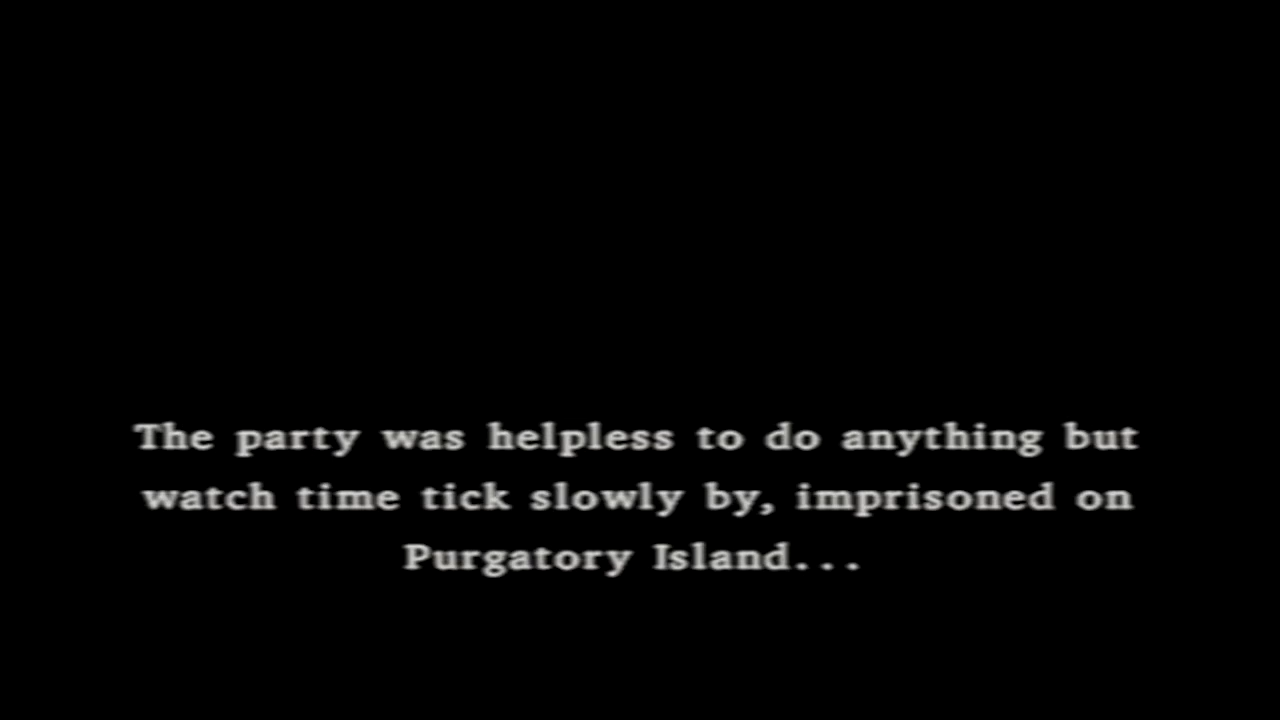 The party was helpless to do anything but
watch time tick slowly by, imprisoned on
Purgatory Island...